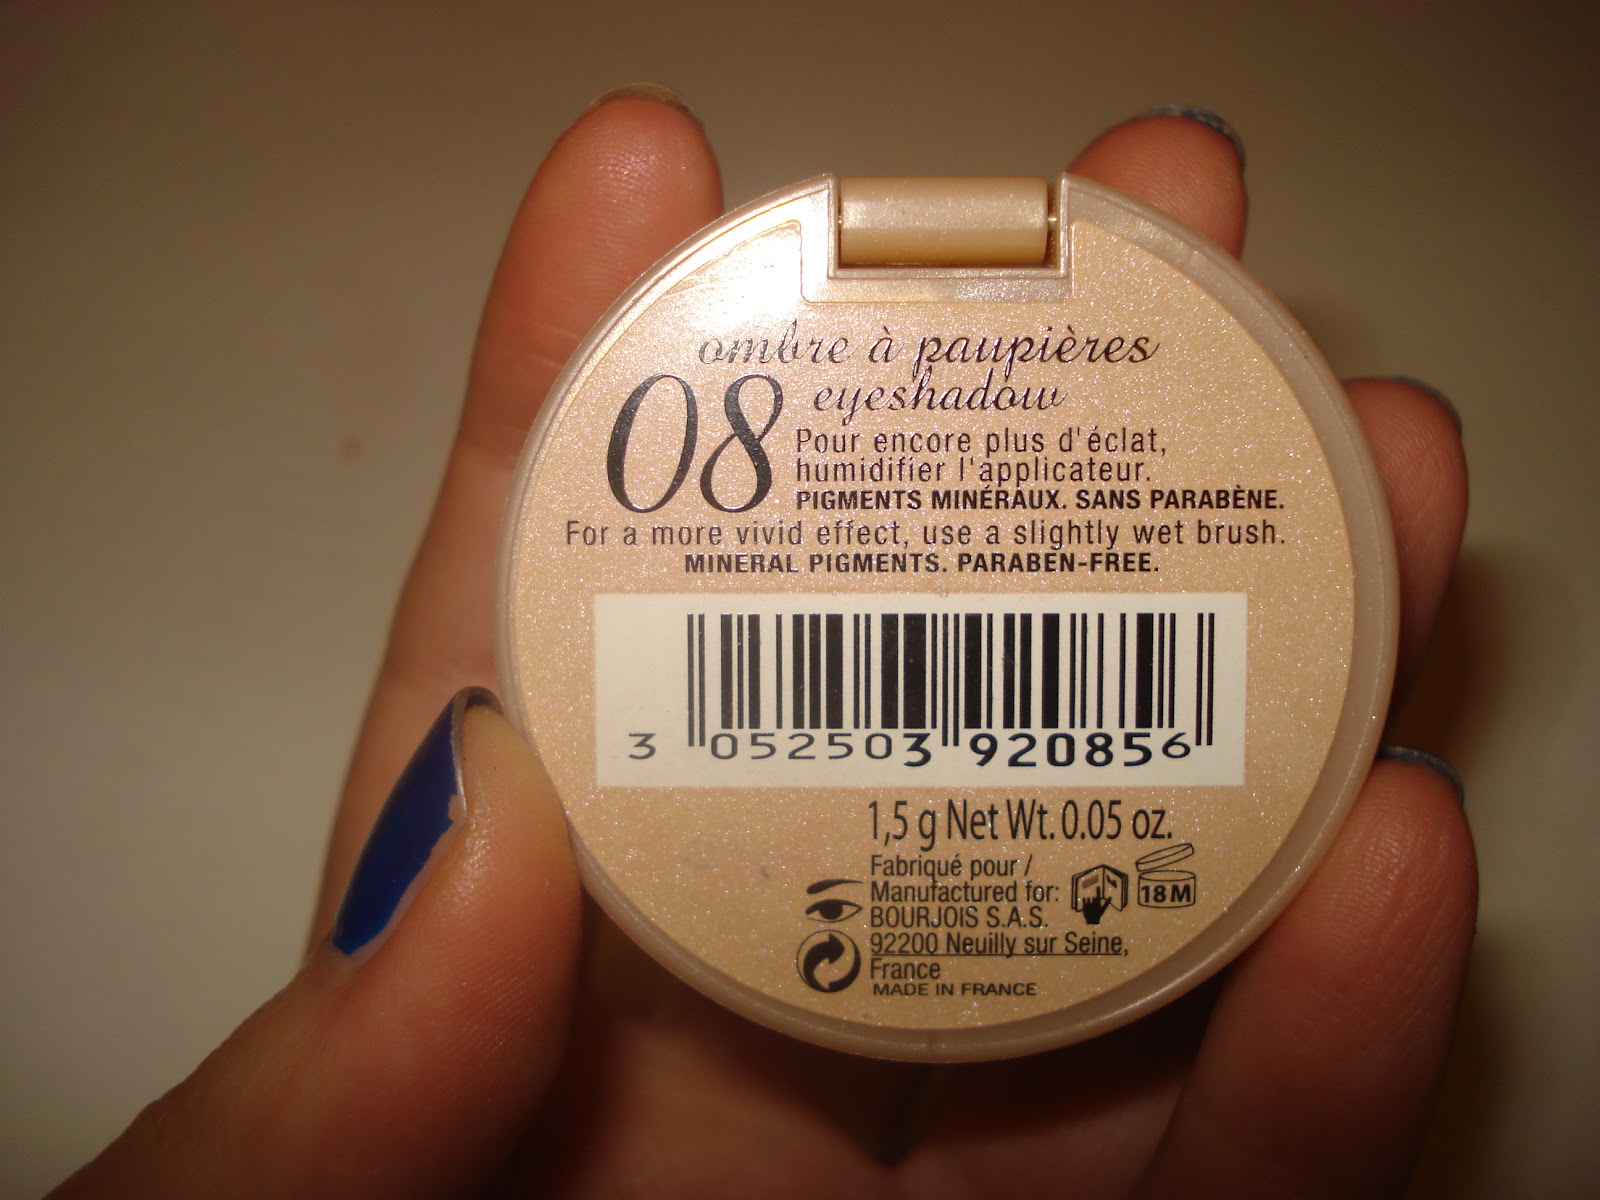 ombre à paupières
08 eyeshadow
Pour encore plus d'éclat,
humidifier l'applicateur.
PIGMENTS MINÉRAUX. SANS PARABÈNE.
For a more vivid effect, use a slightly wet brush.
MINERAL PIGMENTS. PARABEN-FREE.
3 052503 920856
1,5 g Net Wt. 0.05 oz.
Fabriqué pour /
Manufactured for:
BOURJOIS S.A.S.
92200 Neuilly sur Seine,
France
MADE IN FRANCE
18M